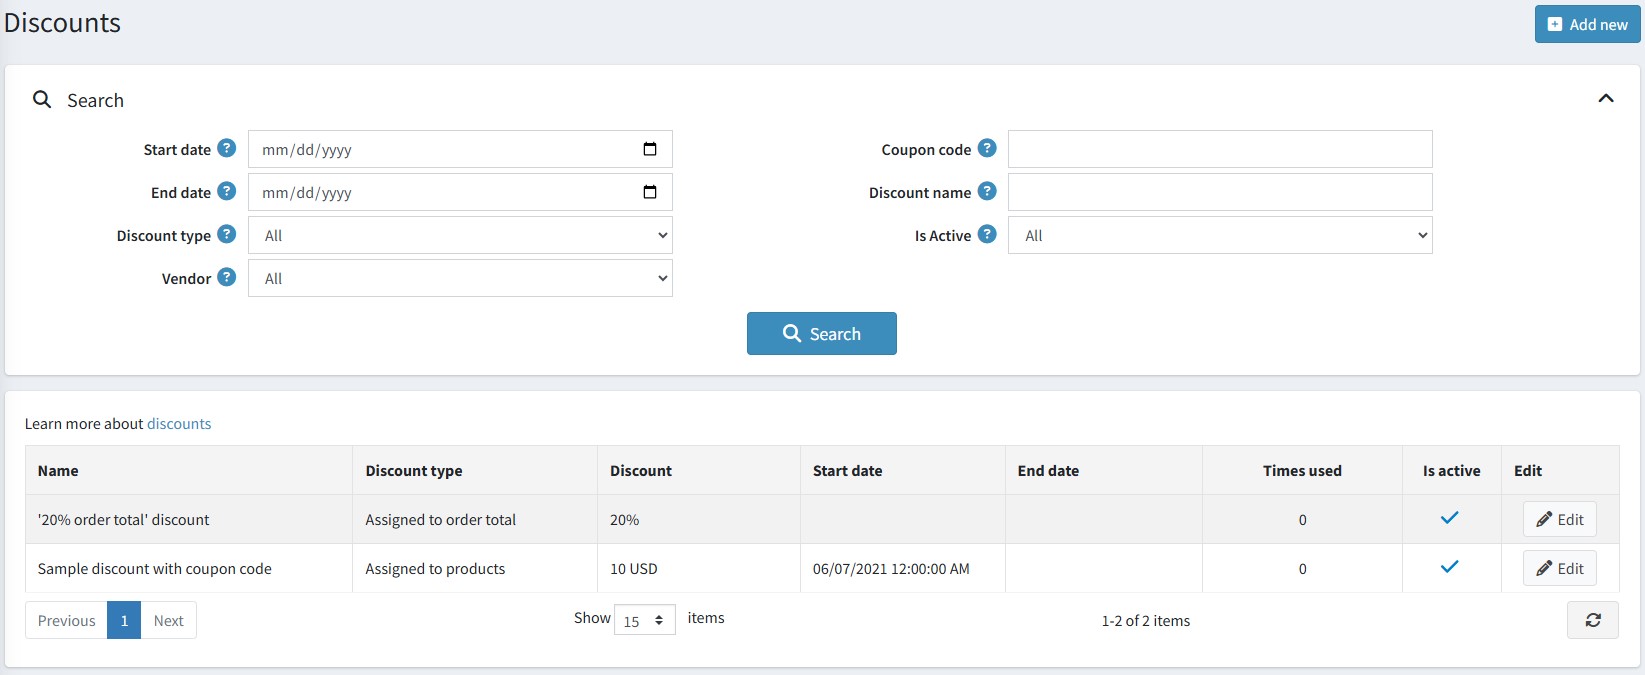 Discounts
Add new
Search
Start date ? mm/dd/yyyy
Coupon code ?
End date ? mm/dd/yyyy
Discount name ?
Discount type ? All
Is Active ? All
Vendor ? All
Search
Learn more about discounts
Name Discount type Discount Start date End date Times used Is active Edit
'20% order total' discount Assigned to order total 20% 0 Edit
Sample discount with coupon code Assigned to products 10 USD 06/07/2021 12:00:00 AM 0 Edit
Previous 1 Next Show 15 items 1-2 of 2 items